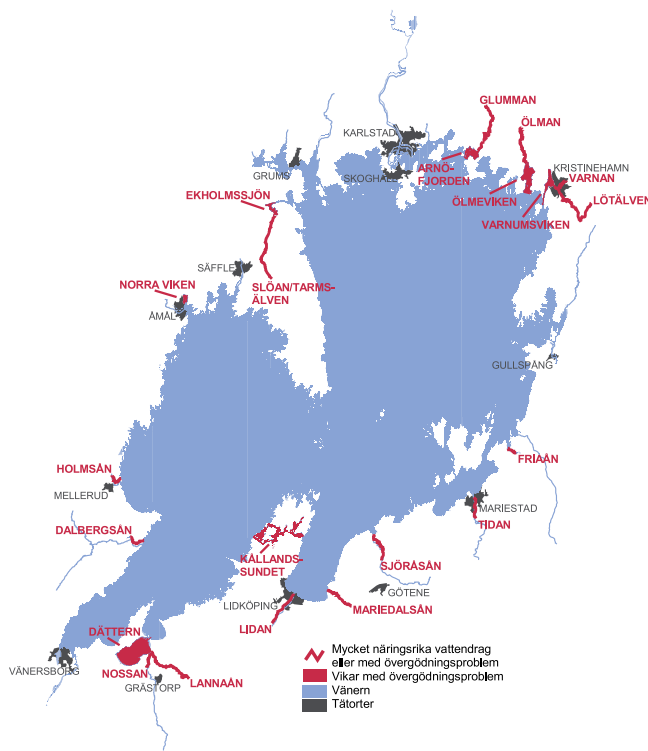 GLUMMAN
ÖLMAN
KARLSTAD
ARNÖ-
FJORDEN
KRISTINEHAMN
VARNAN
GRUMS
SKOGHALL
EKHOLMSSJÖN
ÖLMEVIKEN
LÖTÄLVEN
VARNUMSVIKEN
SÄFFLE
NORRA VIKEN
SLÖAN/TARMS-
ÄLVEN
ÅMÅL
GULLSPÅNG
FRIAÅN
HOLMSÅN
MELLERUD
MARIESTAD
TIDAN
DALBERGSÅN
KÅLLANDS-
SUNDET
SJÖRÅSÅN
GÖTENE
LIDKÖPING
MARIEDALSÅN
LIDAN
DÄTTERN
VÄNERSBORG
NOSSAN
LANNAÅN
GRÄSTORP
Mycket näringsrika vattendrag
eller med övergödningsproblem
Vikar med övergödningsproblem
Vänern
Tätorter